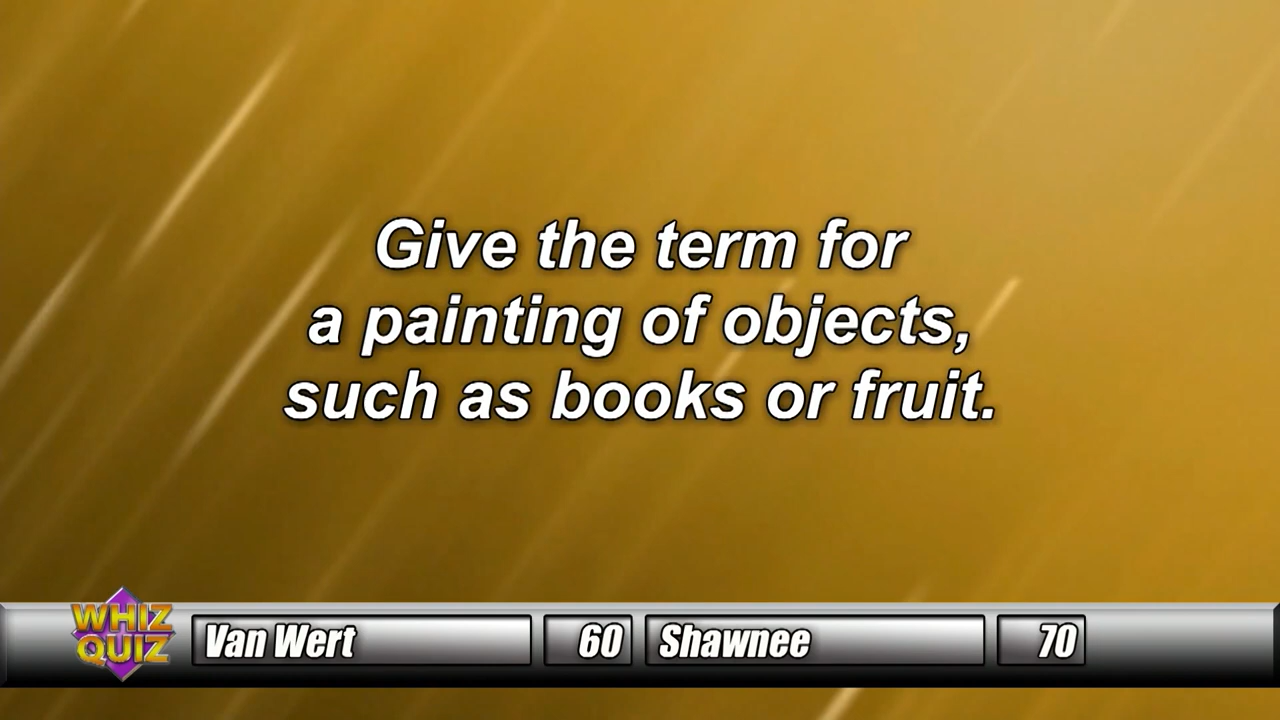 Give the term for
a painting of objects,
such as books or fruit.
WHIZ
QUIZ
Van Wert 60 Shawnee 70